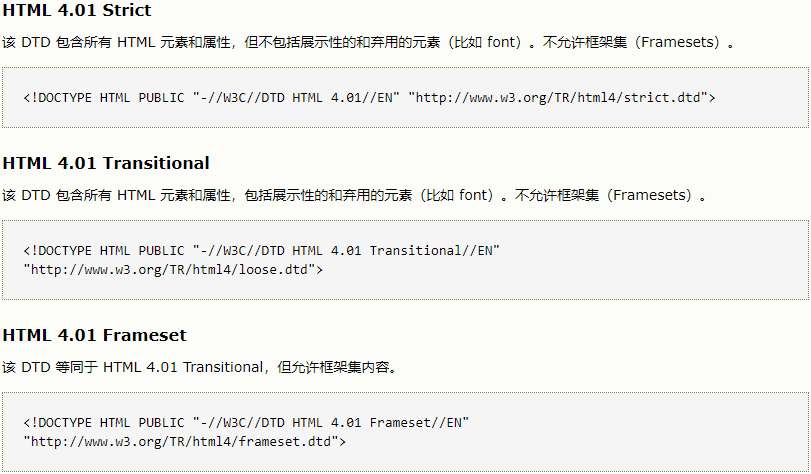 HTML 4.01 Strict
该 DTD 包含所有 HTML 元素和属性，但不包括展示性的和弃用的元素（比如 font）。不允许框架集（Framesets）。
<!DOCTYPE HTML PUBLIC "-//W3C//DTD HTML 4.01//EN" "http://www.w3.org/TR/html4/strict.dtd">
HTML 4.01 Transitional
该 DTD 包含所有 HTML 元素和属性，包括展示性的和弃用的元素（比如 font）。不允许框架集（Framesets）。
<!DOCTYPE HTML PUBLIC "-//W3C//DTD HTML 4.01 Transitional//EN"
"http://www.w3.org/TR/html4/loose.dtd">
HTML 4.01 Frameset
该 DTD 等同于 HTML 4.01 Transitional，但允许框架集内容。
<!DOCTYPE HTML PUBLIC "-//W3C//DTD HTML 4.01 Frameset//EN"
"http://www.w3.org/TR/html4/frameset.dtd">